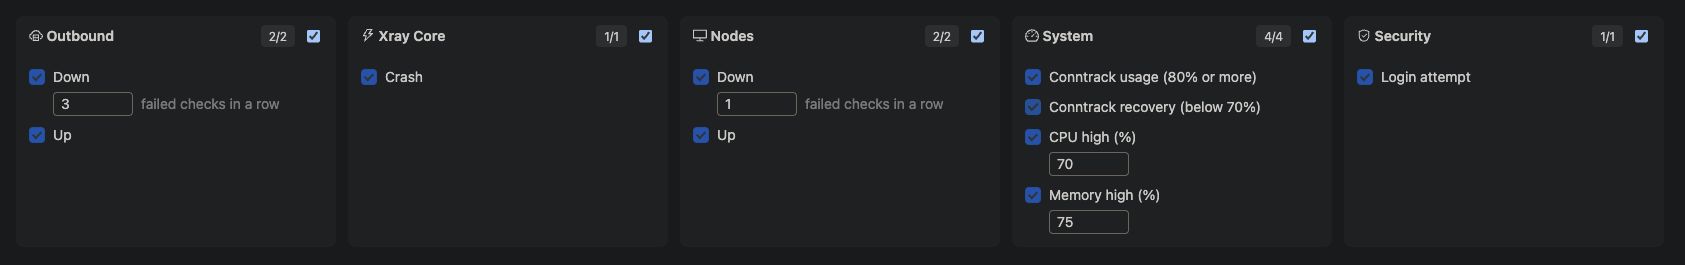 Outbound 2/2
Down
3 failed checks in a row
Up
Xray Core 1/1
Crash
Nodes 2/2
Down
1 failed checks in a row
Up
System 4/4
Conntrack usage (80% or more)
Conntrack recovery (below 70%)
CPU high (%)
70
Memory high (%)
75
Security 1/1
Login attempt